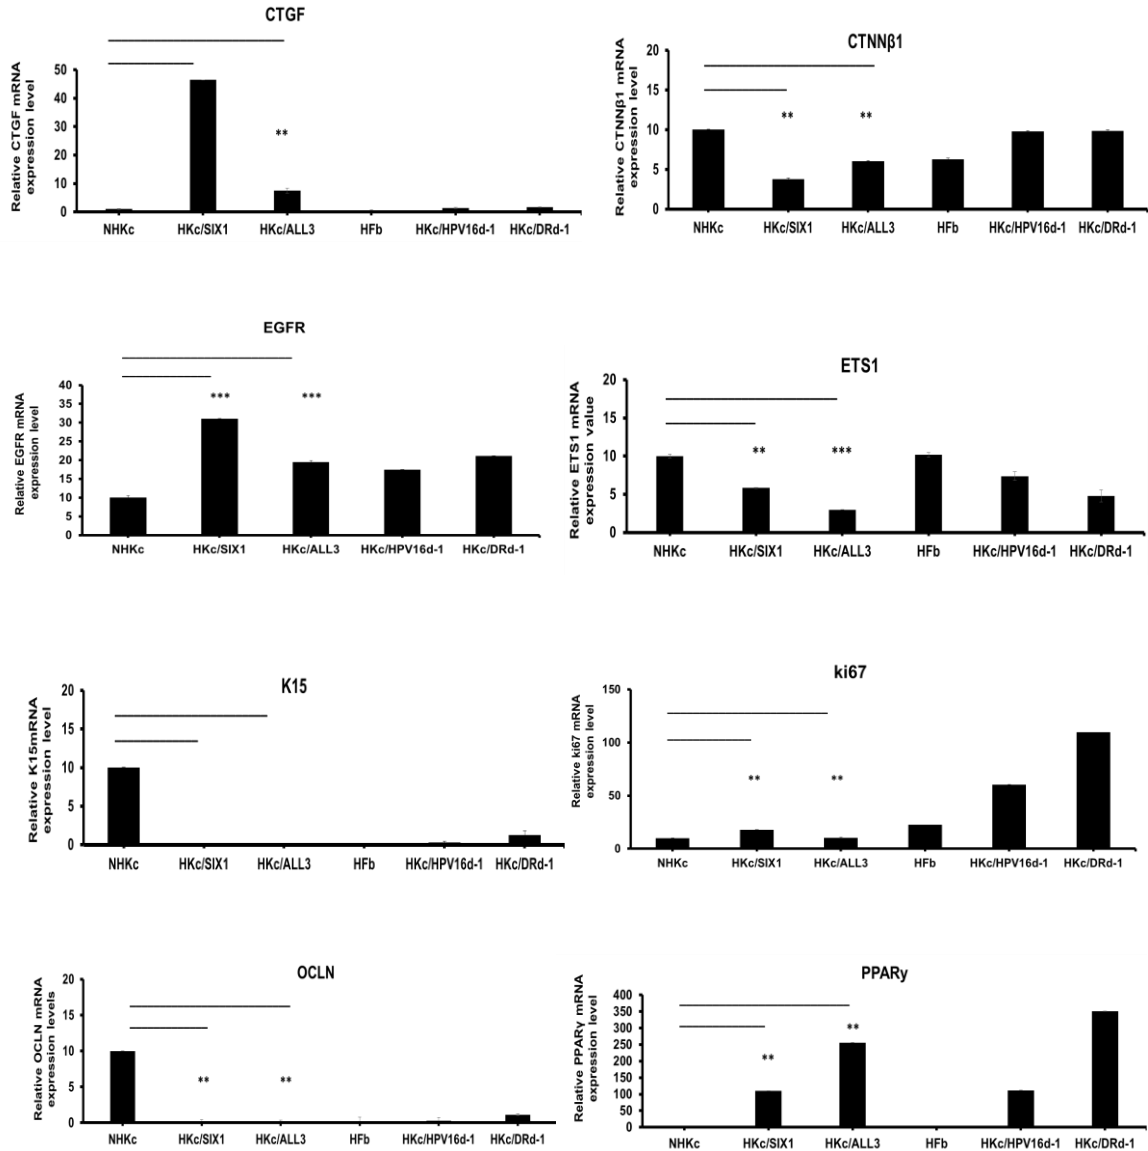 CTGF
Relative CTGF mRNA
expression level
50
40
30
20
10
0
**
NHKc HKc/SIX1 HKc/ALL3 HFb HKc/HPV16d-1 HKc/DRd-1
CTNNβ1
Relative CTNNβ1 mRNA
expression level
20
15
10
5
0
** **
NHKc HKc/SIX1 HKc/ALL3 HFb HKc/HPV16d-1 HKc/DRd-1
EGFR
Relative EGFR mRNA
expression level
40
35
30
25
20
15
10
5
0
*** ***
NHKc HKc/SIX1 HKc/ALL3 HKc/HPV16d-1 HKc/DRd-1
ETS1
Relative ETS1 mRNA
expression value
20
15
10
5
0
** ***
NHKc HKc/SIX1 HKc/ALL3 HFb HKc/HPV16d-1 HKc/DRd-1
K15
Relative K15mRNA
expression level
20
15
10
5
0
NHKc HKc/SIX1 HKc/ALL3 HFb HKc/HPV16d-1 HKc/DRd-1
ki67
Relative ki67 mRNA
expression level
150
100
50
0
** **
NHKc HKc/SIX1 HKc/ALL3 HFb HKc/HPV16d-1 HKc/DRd-1
OCLN
Relative OCLN mRNA
expression levels
20
15
10
5
0
** **
NHKc HKc/SIX1 HKc/ALL3 HFb HKc/HPV16d-1 HKc/DRd-1
PPARγ
Relative PPARγ mRNA
expression level
400
350
300
250
200
150
100
50
0
** **
NHKc HKc/SIX1 HKc/ALL3 HFb HKc/HPV16d-1 HKc/DRd-1